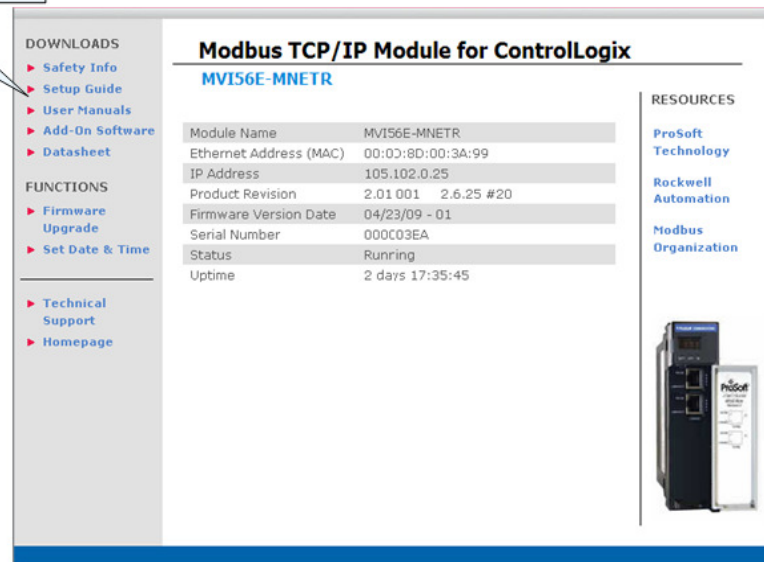 DOWNLOADS
Safety Info
Setup Guide
User Manuals
Add-On Software
Datasheet
FUNCTIONS
Firmware
Upgrade
Set Date & Time
Technical
Support
Homepage
Modbus TCP/IP Module for ControlLogix
MVI56E-MNETR
Module Name MVI56E-MNETR
Ethernet Address (MAC) 00:0D:8D:00:3A:99
IP Address 105.102.0.25
Product Revision 2.01 001 2.6.25 #20
Firmware Version Date 04/23/09 - 01
Serial Number 000C03EA
Status Running
Uptime 2 days 17:35:45
RESOURCES
ProSoft
Technology
Rockwell
Automation
Modbus
Organization
ProSoft